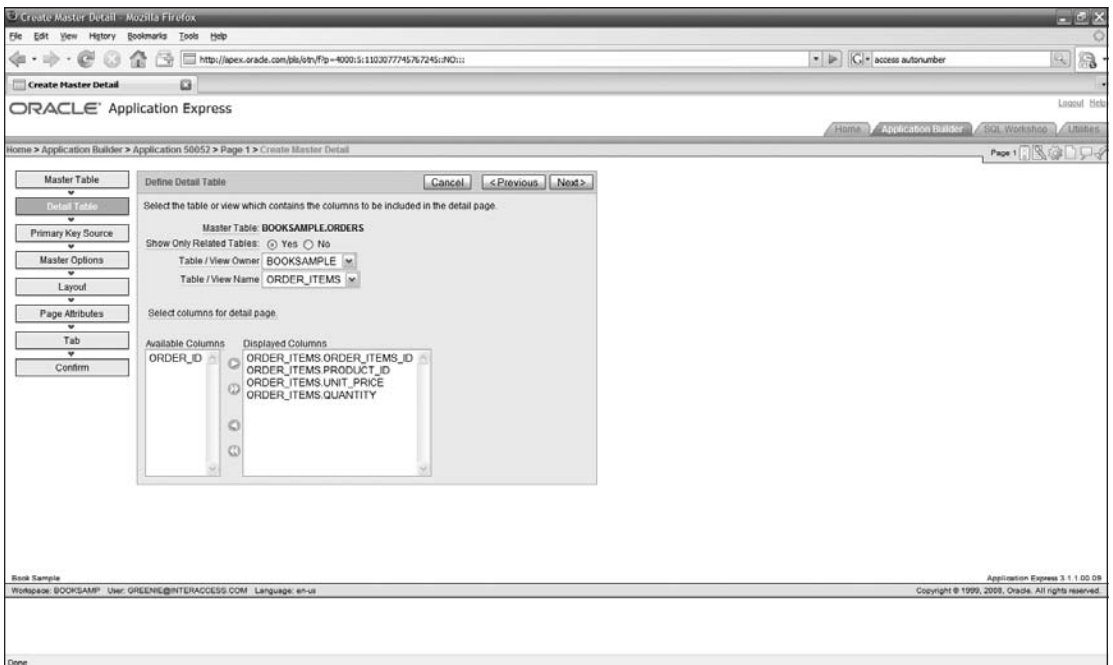 Create Master Detail - Mozilla Firefox
File Edit View History Bookmarks Tools Help
http://apex.oracle.com/pls/otn/f?p=4000:5:1103077745767245::NO:::
access autonumber
Create Master Detail
ORACLE Application Express
Logout Help
Home Application Builder SQL Workshop Utilities
Home > Application Builder > Application 50052 > Page 1 > Create Master Detail
Page 1
Master Table
Detail Table
Primary Key Source
Master Options
Layout
Page Attributes
Tab
Confirm
Define Detail Table
Cancel < Previous Next >
Select the table or view which contains the columns to be included in the detail page.
Master Table: BOOKSAMPLE.ORDERS
Show Only Related Tables: Yes No
Table / View Owner BOOKSAMPLE
Table / View Name ORDER_ITEMS
Select columns for detail page.
Available Columns Displayed Columns
ORDER_ID
ORDER_ITEMS.ORDER_ITEMS_ID
ORDER_ITEMS.PRODUCT_ID
ORDER_ITEMS.UNIT_PRICE
ORDER_ITEMS.QUANTITY
Book Sample
Application Express 3.1.1.00.09
Workspace: BOOKSAMP User: GREENIE@INTERACCESS.COM Language: en-us
Copyright © 1999, 2008, Oracle. All rights reserved.
Done